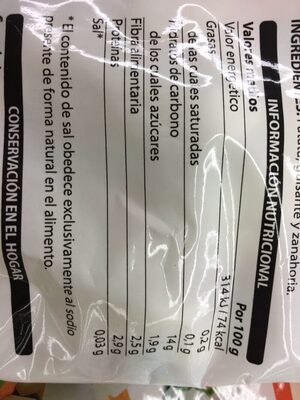 INGREDIEN
guisante y zanahoria.
INFORMACIÓN NUTRICIONAL
Valores medios Por 100 g
Valor energético 314 kJ / 74 kcal
Grasas 0,2 g
de las cuales saturadas 0,1 g
Hidratos de carbono 14 g
de los cuales azúcares 1,9 g
Fibra alimentaria 2,5 g
Proteínas 2,9 g
Sal* 0,03 g
* El contenido de sal obedece exclusivamente al sodio
presente de forma natural en el alimento.
CONSERVACIÓN EN EL HOGAR